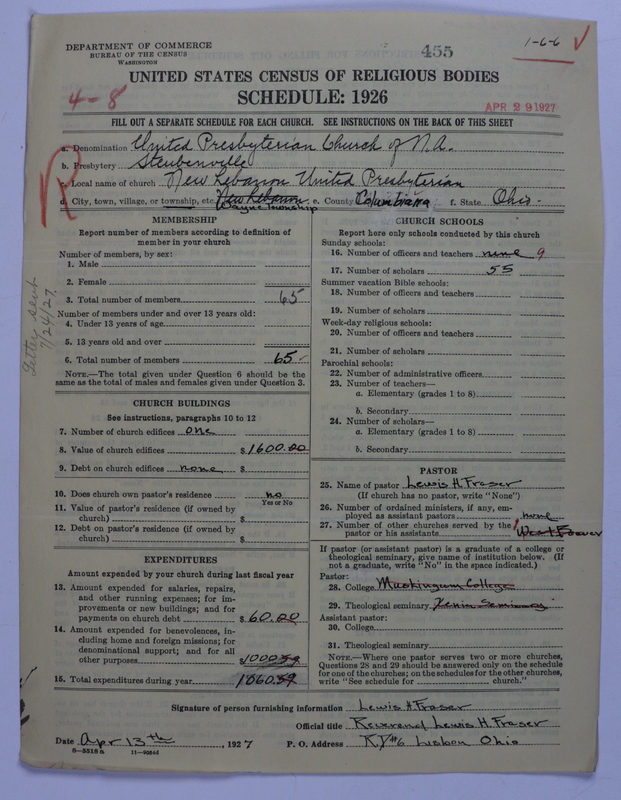 DEPARTMENT OF COMMERCE
BUREAU OF THE CENSUS
WASHINGTON
455
1-6-6 ✓
UNITED STATES CENSUS OF RELIGIOUS BODIES
4-8
SCHEDULE: 1926
APR 29 1927
FILL OUT A SEPARATE SCHEDULE FOR EACH CHURCH. SEE INSTRUCTIONS ON THE BACK OF THIS SHEET
R
a. Denomination United Presbyterian Church of N.A.
b. Presbytery Steubenville
c. Local name of church New Lebanon United Presbyterian
d. City, town, village, or township, etc. New Lebanon e. County Columbiana f. State Ohio.
Wayne Township
Letter sent 7/24/27
MEMBERSHIP
Report number of members according to definition of
member in your church
Number of members, by sex:
1. Male
2. Female
3. Total number of members 65
Number of members under and over 13 years old:
4. Under 13 years of age
5. 13 years old and over
6. Total number of members 65
NOTE.—The total given under Question 6 should be
the same as the total of males and females given under Question 3.
CHURCH BUILDINGS
See instructions, paragraphs 10 to 12
7. Number of church edifices one
8. Value of church edifices $1600.00
9. Debt on church edifices none $
10. Does church own pastor's residence no
Yes or No
11. Value of pastor's residence (if owned by
church) $
12. Debt on pastor's residence (if owned by
church) $
EXPENDITURES
Amount expended by your church during last fiscal year
13. Amount expended for salaries, repairs,
and other running expenses; for im-
provements or new buildings; and for
payments on church debt $60.00
14. Amount expended for benevolences, in-
cluding home and foreign missions; for
denominational support; and for all
other purposes 1000.59
15. Total expenditures during year 1060.59
CHURCH SCHOOLS
Report here only schools conducted by this church
Sunday schools:
16. Number of officers and teachers nine 9
17. Number of scholars 55
Summer vacation Bible schools:
18. Number of officers and teachers
19. Number of scholars
Week-day religious schools:
20. Number of officers and teachers
21. Number of scholars
Parochial schools:
22. Number of administrative officers
23. Number of teachers—
a. Elementary (grades 1 to 8)
b. Secondary
24. Number of scholars—
a. Elementary (grades 1 to 8)
b. Secondary
PASTOR
25. Name of pastor Lewis H. Fraser
(If church has no pastor, write "None")
26. Number of ordained ministers, if any, em-
ployed as assistant pastors none
27. Number of other churches served by the
pastor or his assistants West
If pastor (or assistant pastor) is a graduate of a college or
theological seminary, give name of institution below. (If
not a graduate, write "No" in the space indicated.)
Pastor:
28. College Muskingum College
29. Theological seminary Xenia Seminary
Assistant pastor:
30. College
31. Theological seminary
NOTE.—Where one pastor serves two or more churches,
Questions 28 and 29 should be answered only on the schedule
for one of the churches; on the schedules for the other churches,
write "See schedule for church."
Signature of person furnishing information Lewis H. Fraser
Official title Reverend Lewis H. Fraser
Date Apr 13th, 1927 P. O. Address RD#6 Lisbon Ohio
8-5518a 11-9056